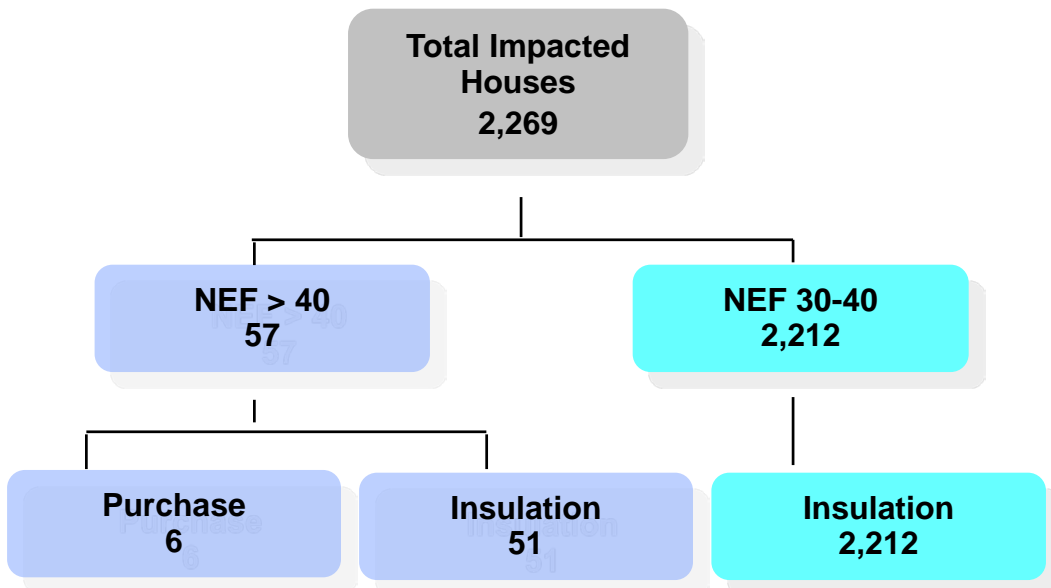 Total Impacted
Houses
2,269
NEF > 40
57
NEF 30-40
2,212
Purchase
6
Insulation
51
Insulation
2,212